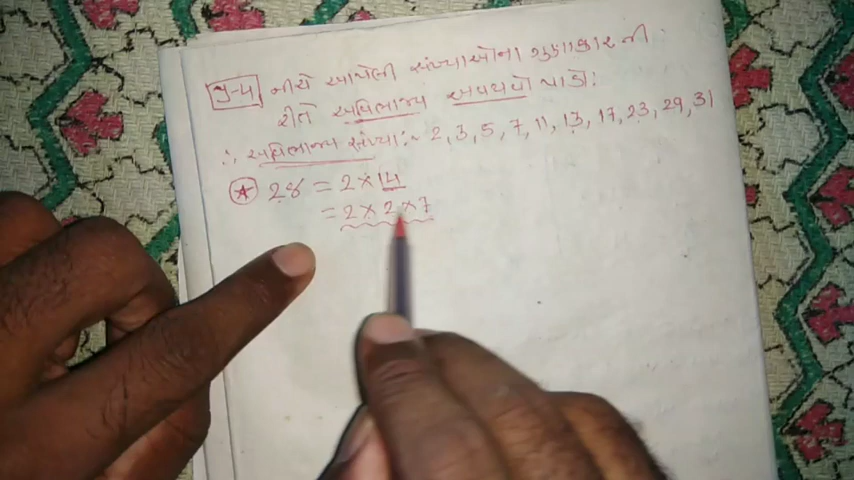 પ્ર-૫ નીચે આપેલી સંખ્યાઓના ગુણાકારની
રીતે અવિભાજ્ય અવયવો પાડો:
∴ અવિભાજ્ય સંખ્યા:- 2, 3, 5, 7, 11, 13, 17, 23, 29, 31
* 28 = 2×14
= 2×2×7